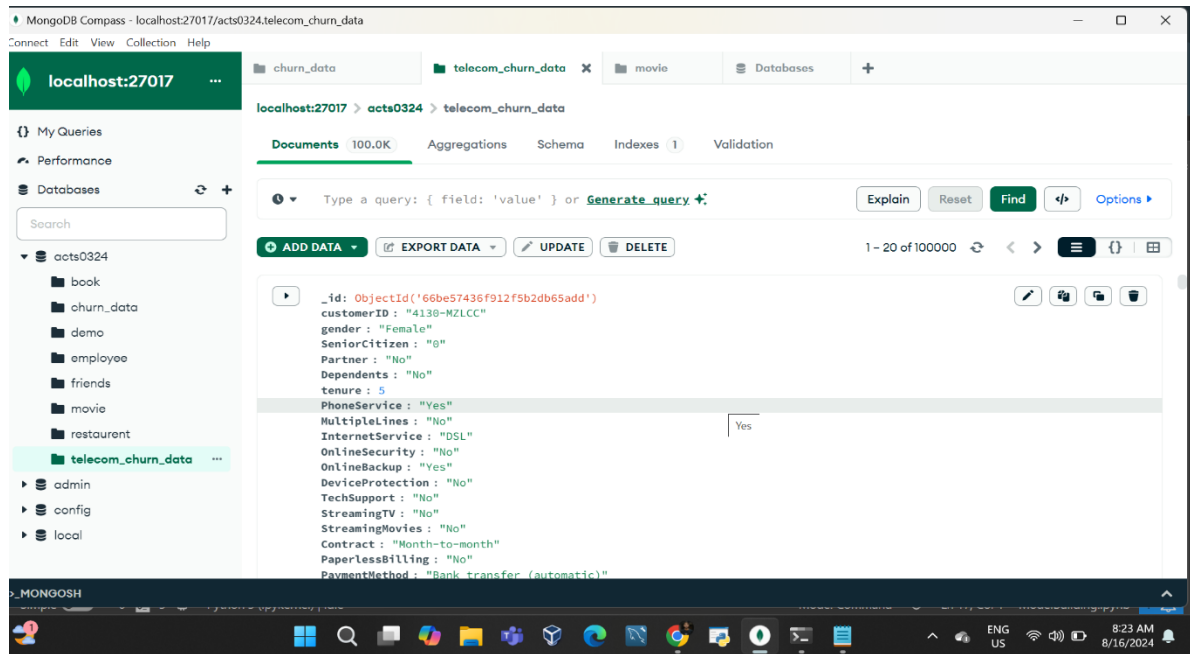 MongoDB Compass - localhost:27017/acts0324.telecom_churn_data
Connect Edit View Collection Help
localhost:27017 ...
churn_data
telecom_churn_data
movie
Databases
localhost:27017 > acts0324 > telecom_churn_data
{} My Queries
Performance
Databases
Search
acts0324
book
churn_data
demo
employee
friends
movie
restaurent
telecom_churn_data ...
admin
config
local
Documents 100.0K Aggregations Schema Indexes 1 Validation
Type a query: { field: 'value' } or Generate query
Explain Reset Find </> Options
ADD DATA EXPORT DATA UPDATE DELETE
1 – 20 of 100000 {}
_id: ObjectId('66be57436f912f5b2db65add')
customerID : "4130-MZLCC"
gender : "Female"
SeniorCitizen : "0"
Partner : "No"
Dependents : "No"
tenure : 5
PhoneService : "Yes"
MultipleLines : "No"
Yes
InternetService : "DSL"
OnlineSecurity : "No"
OnlineBackup : "Yes"
DeviceProtection : "No"
TechSupport : "No"
StreamingTV : "No"
StreamingMovies : "No"
Contract : "Month-to-month"
PaperlessBilling : "No"
PaymentMethod : "Bank transfer (automatic)"
>_MONGOSH
ENG
US
8:23 AM
8/16/2024